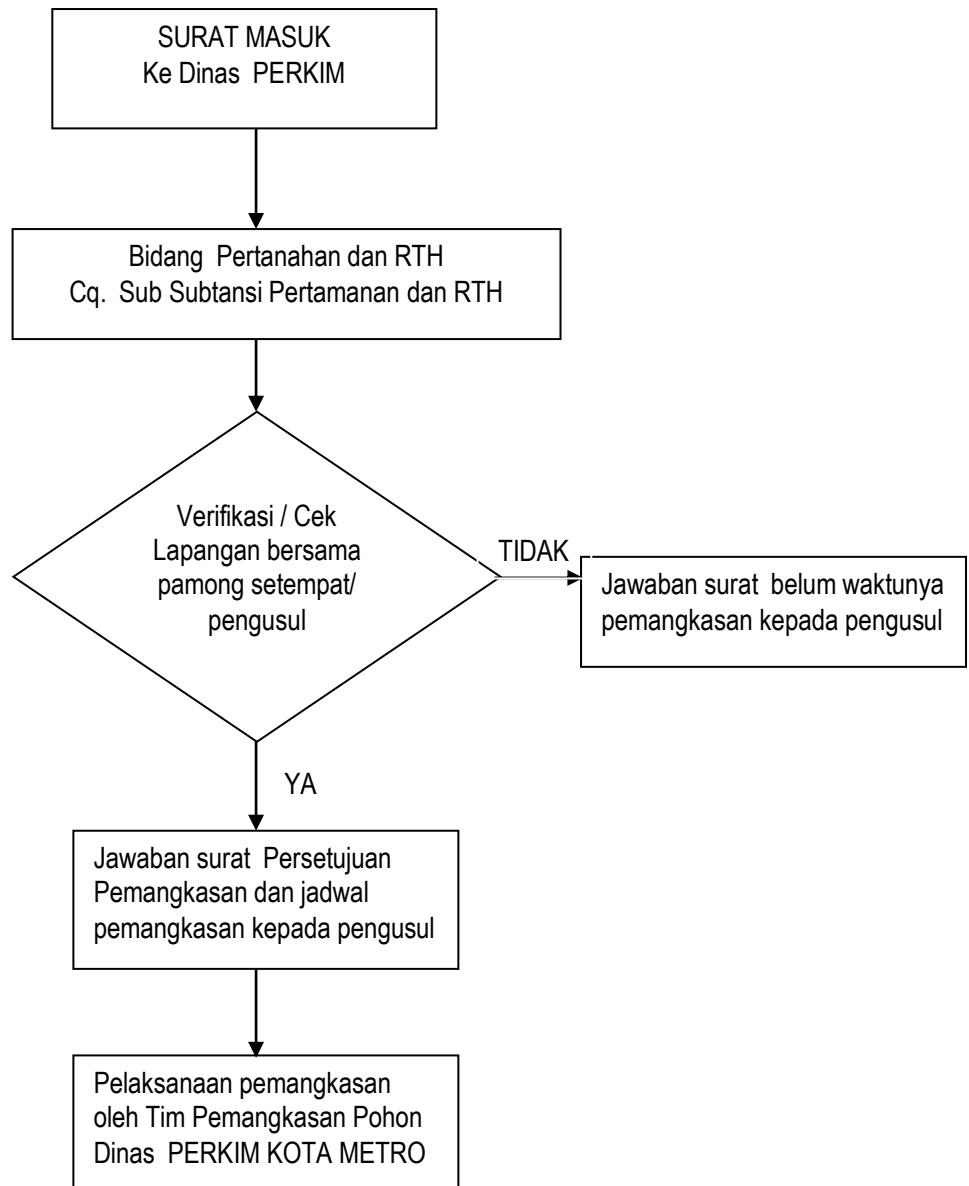 SURAT MASUK
Ke Dinas PERKIM
Bidang Pertanahan dan RTH
Cq. Sub Subtansi Pertamanan dan RTH
Verifikasi / Cek
Lapangan bersama
pamong setempat/
pengusul
TIDAK
Jawaban surat belum waktunya
pemangkasan kepada pengusul
YA
Jawaban surat Persetujuan
Pemangkasan dan jadwal
pemangkasan kepada pengusul
Pelaksanaan pemangkasan
oleh Tim Pemangkasan Pohon
Dinas PERKIM KOTA METRO